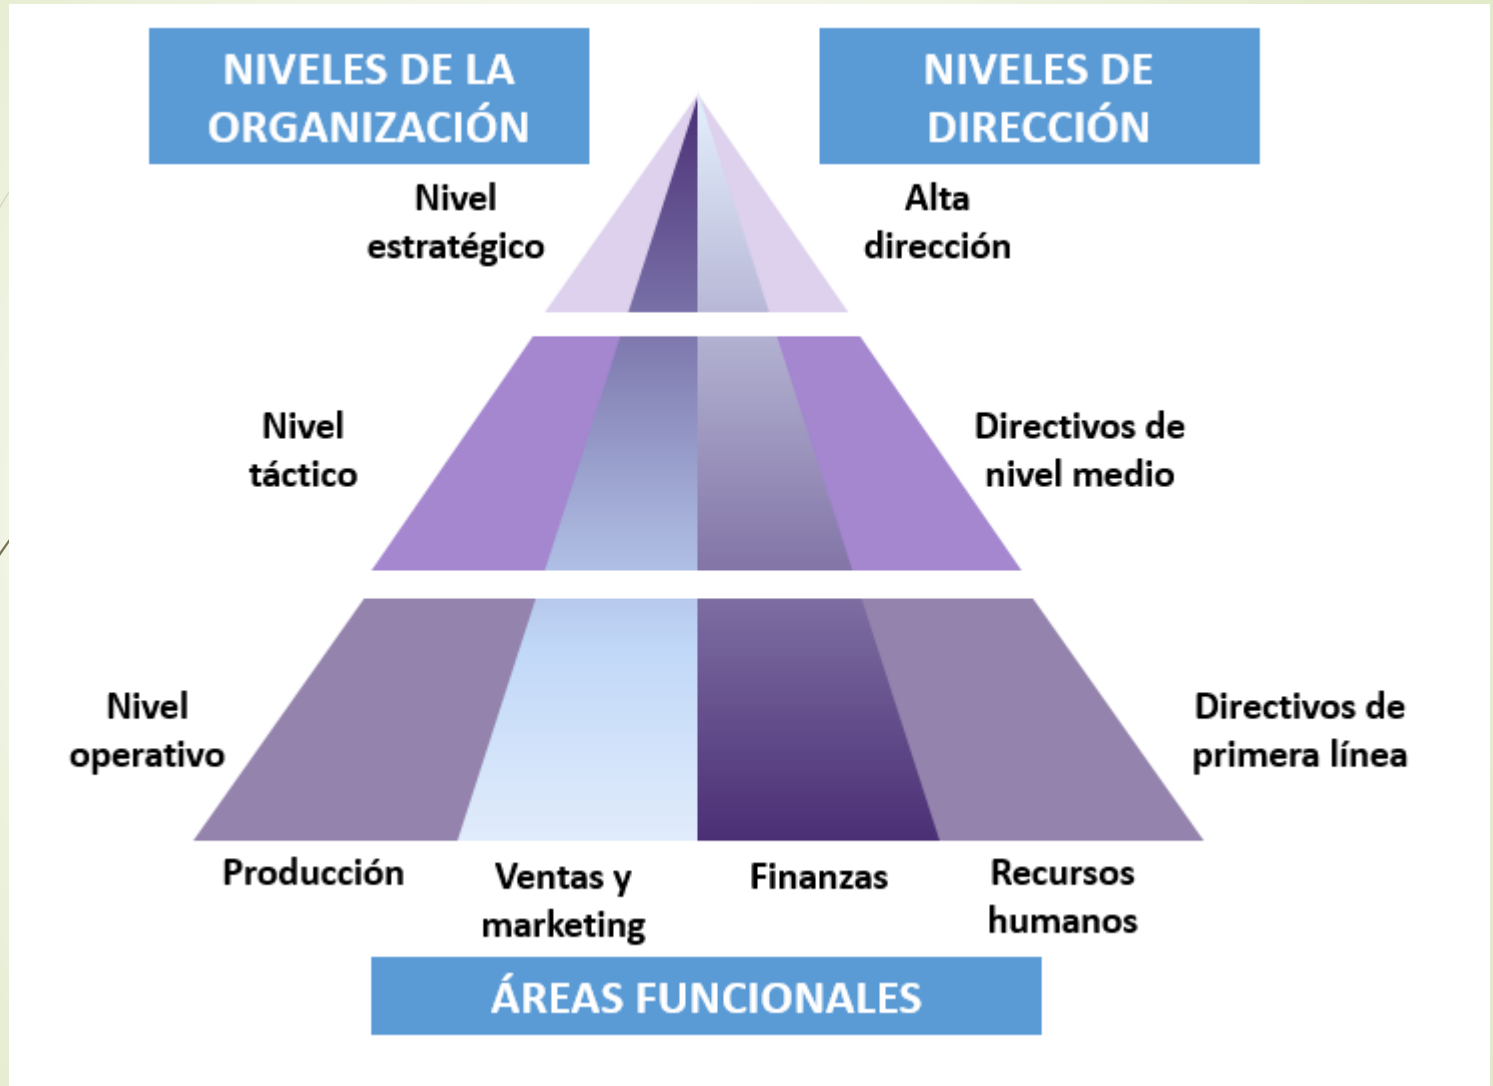 NIVELES DE LA
ORGANIZACIÓN
NIVELES DE
DIRECCIÓN
Nivel
estratégico
Alta
dirección
Nivel
táctico
Directivos de
nivel medio
Nivel
operativo
Directivos de
primera línea
Producción
Ventas y
marketing
Finanzas
Recursos
humanos
ÁREAS FUNCIONALES